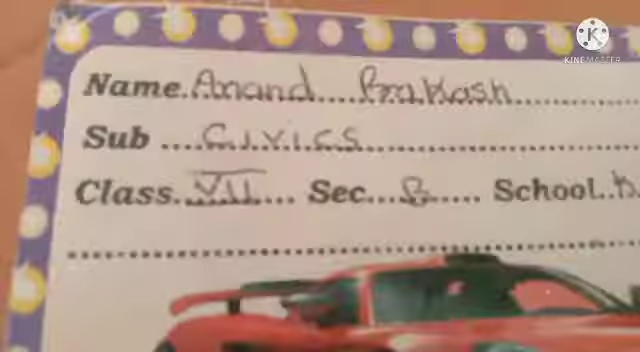 K
KINEMASTER
Name Anand Prakash
Sub Civics
Class VII Sec B School